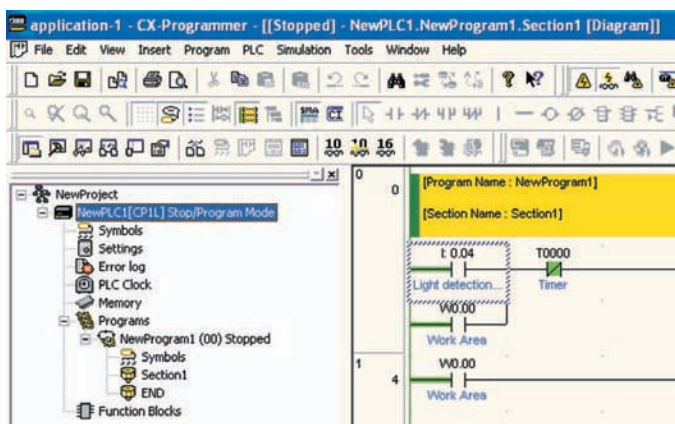 application-1 - CX-Programmer - [[Stopped] - NewPLC1.NewProgram1.Section1 [Diagram]]
File Edit View Insert Program PLC Simulation Tools Window Help
10 10 16
NewProject
NewPLC1[CP1L] Stop/Program Mode
Symbols
Settings
Error log
PLC Clock
Memory
Programs
NewProgram1 (00) Stopped
Symbols
Section1
END
Function Blocks
0
0
[Program Name : NewProgram1]
[Section Name : Section1]
I: 0.04
T0000
Light detection...
Timer
W0.00
Work Area
1
4
W0.00
Work Area